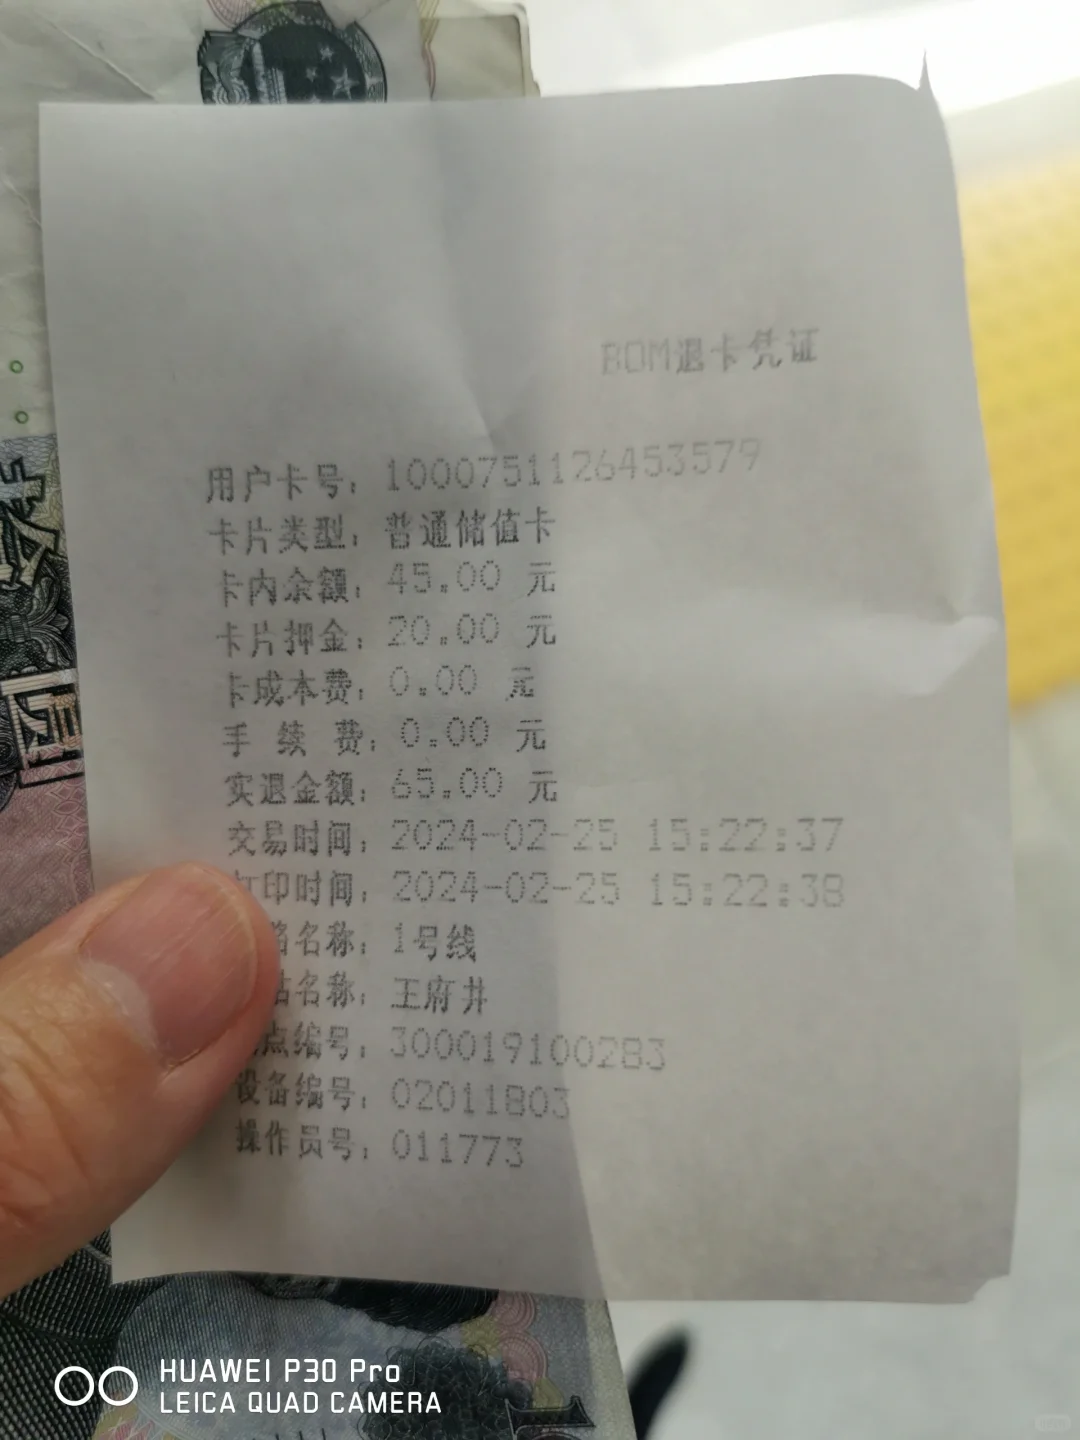 BOM退卡凭证
用户卡号: 1000751126453579
卡片类型: 普通储值卡
卡内余额: 45.00 元
卡片押金: 20.00 元
卡成本费: 0.00 元
手 续 费: 0.00 元
实退金额: 65.00 元
交易时间: 2024-02-25 15:22:37
印时间: 2024-02-25 15:22:38
名称: 1号线
名称: 王府井
点编号: 300019100283
设备编号: 02011803
操作员号: 011773
HUAWEI P30 Pro
LEICA QUAD CAMERA